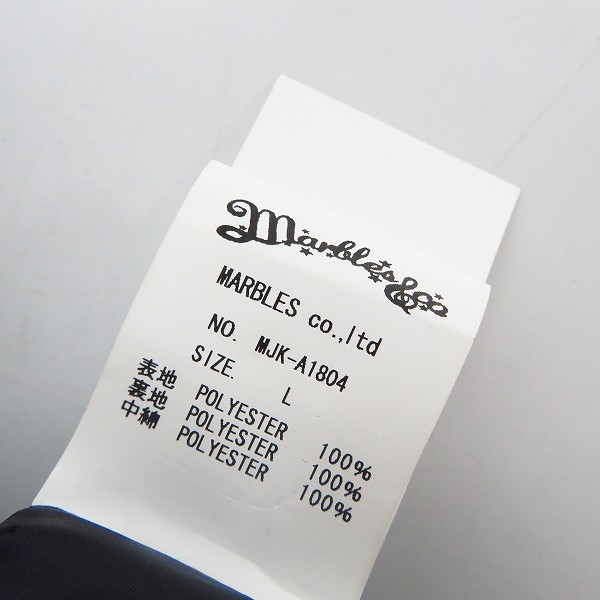 Marbles&co
MARBLES co.,ltd
NO. MJK-A1804
SIZE. L
表地 POLYESTER 100%
裏地 POLYESTER 100%
中綿 POLYESTER 100%